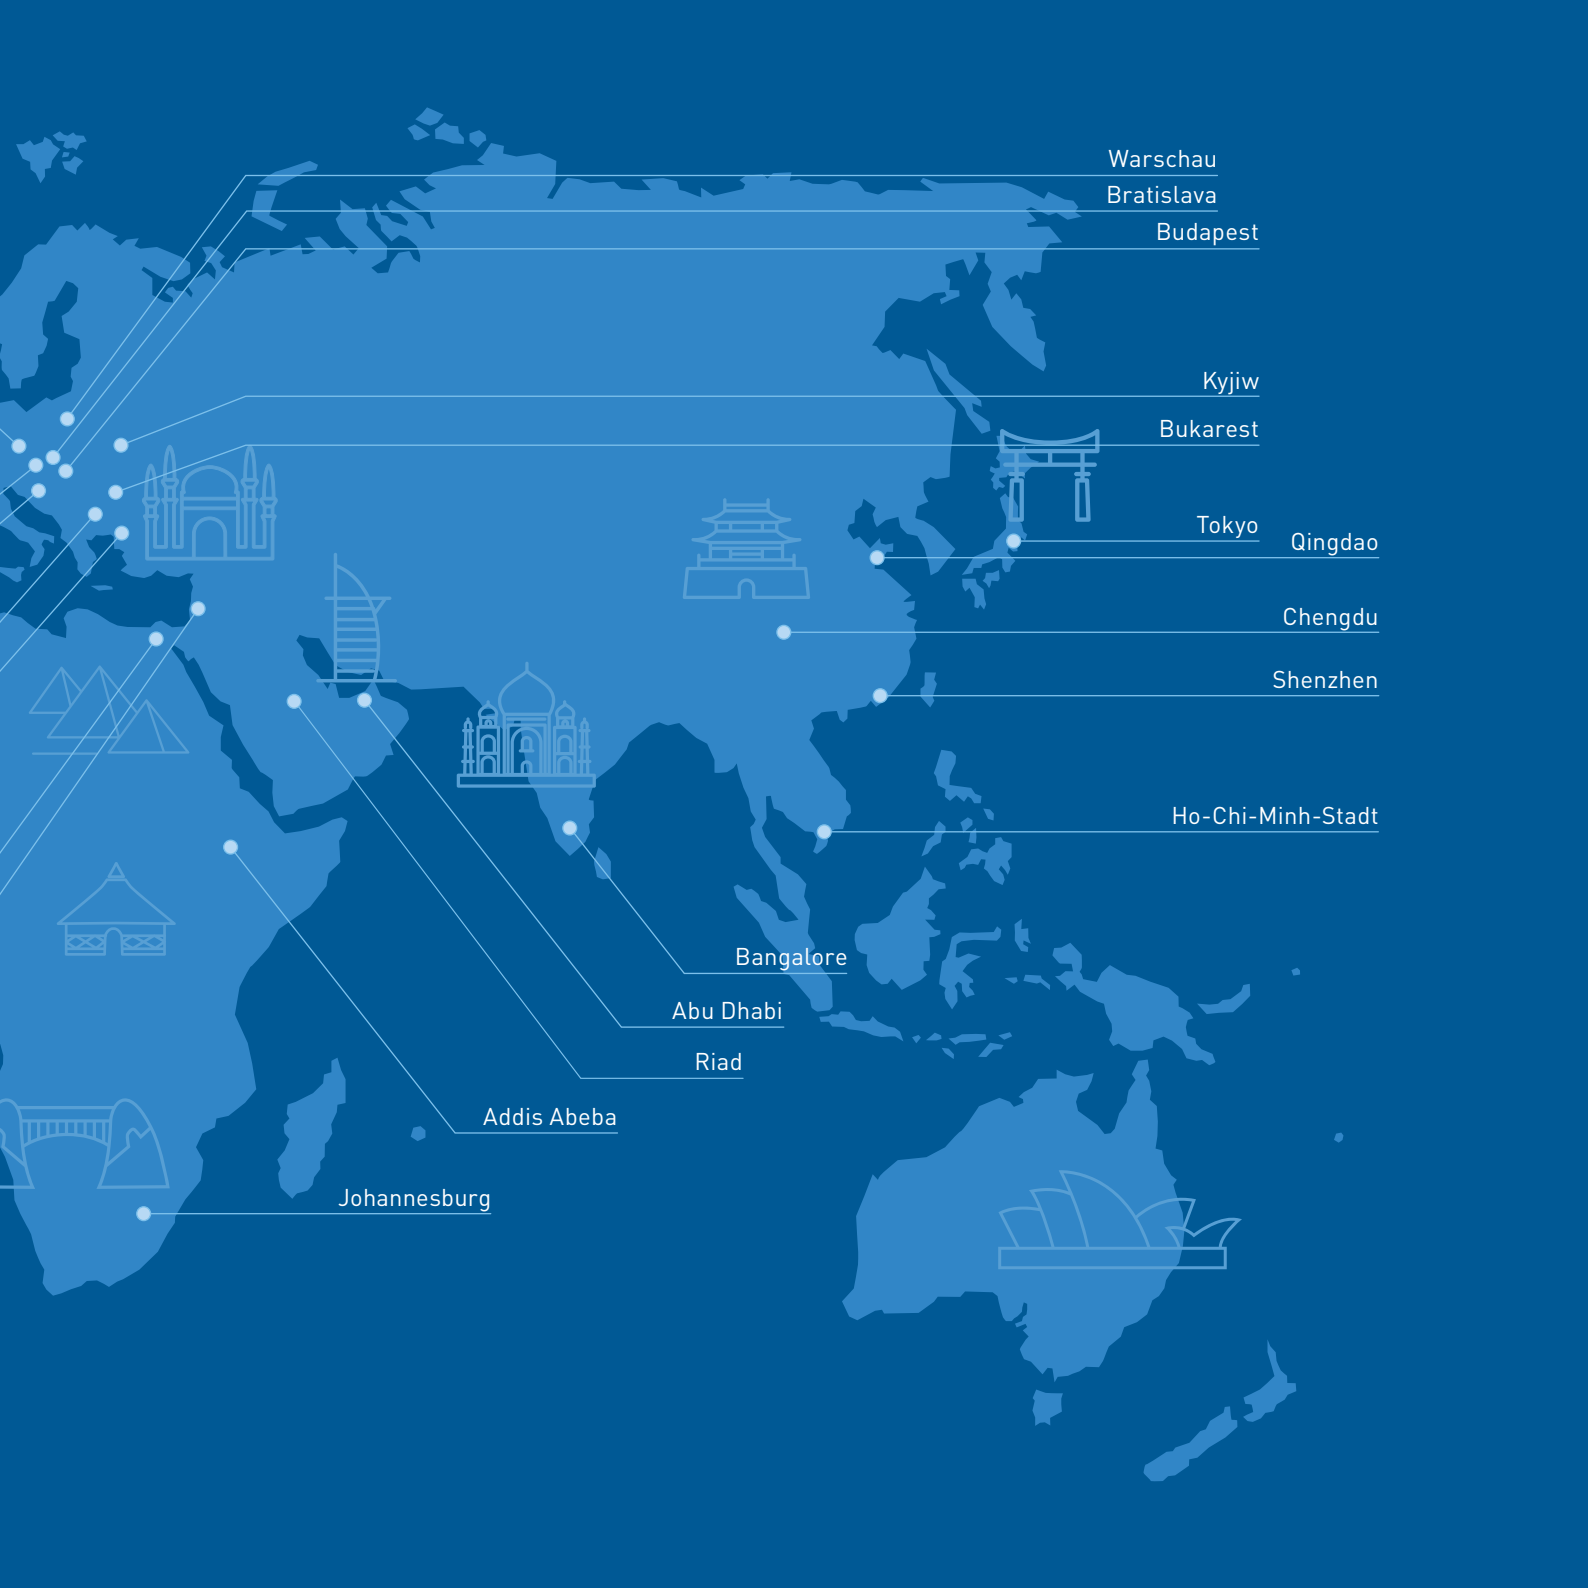 Warschau
Bratislava
Budapest
Kyjiw
Bukarest
Tokyo
Qingdao
Chengdu
Shenzhen
Ho-Chi-Minh-Stadt
Bangalore
Abu Dhabi
Riad
Addis Abeba
Johannesburg